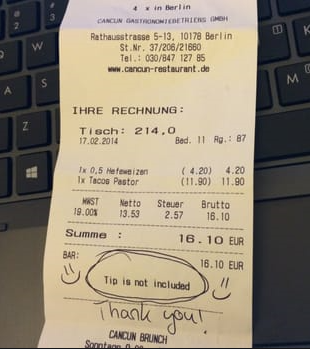 4 x in Berlin
CANCUN GASTRONOMIEBETRIEBS GMBH
Rathausstrasse 5-13, 10178 Berlin
St.Nr. 37/206/21660
Tel.: 030/847 127 85
www.cancun-restaurant.de
IHRE RECHNUNG:
Tisch: 214,0
17.02.2014 Bed. 11 Rg.: 87
1x 0,5 Hefeweizen ( 4.20) 4.20
1x Tacos Pastor (11.90) 11.90
MWST Netto Steuer Brutto
19.00% 13.53 2.57 16.10
Summe : 16.10 EUR
BAR: 16.10 EUR
Tip is not included
Thank you!
CANCUN BRUNCH
Sonntag